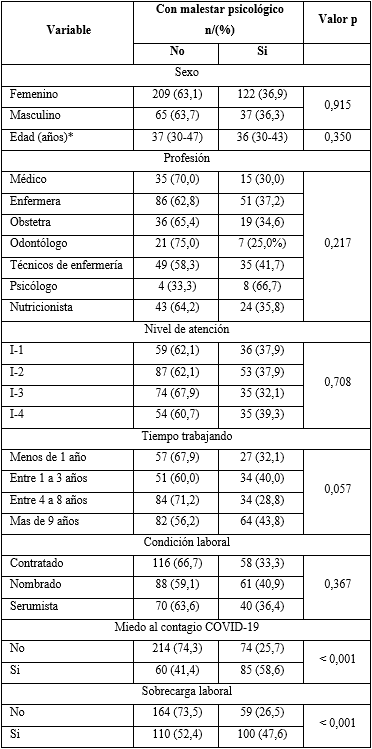 Variable Con malestar psicológico n/(%) Valor p
No Si
Sexo
Femenino 209 (63,1) 122 (36,9) 0,915
Masculino 65 (63,7) 37 (36,3)
Edad (años)* 37 (30-47) 36 (30-43) 0,350
Profesión
Médico 35 (70,0) 15 (30,0) 0,217
Enfermera 86 (62,8) 51 (37,2)
Obstetra 36 (65,4) 19 (34,6)
Odontólogo 21 (75,0) 7 (25,0%)
Técnicos de enfermería 49 (58,3) 35 (41,7)
Psicólogo 4 (33,3) 8 (66,7)
Nutricionista 43 (64,2) 24 (35,8)
Nivel de atención
I-1 59 (62,1) 36 (37,9) 0,708
I-2 87 (62,1) 53 (37,9)
I-3 74 (67,9) 35 (32,1)
I-4 54 (60,7) 35 (39,3)
Tiempo trabajando
Menos de 1 año 57 (67,9) 27 (32,1) 0,057
Entre 1 a 3 años 51 (60,0) 34 (40,0)
Entre 4 a 8 años 84 (71,2) 34 (28,8)
Mas de 9 años 82 (56,2) 64 (43,8)
Condición laboral
Contratado 116 (66,7) 58 (33,3) 0,367
Nombrado 88 (59,1) 61 (40,9)
Serumista 70 (63,6) 40 (36,4)
Miedo al contagio COVID-19
No 214 (74,3) 74 (25,7) < 0,001
Si 60 (41,4) 85 (58,6)
Sobrecarga laboral
No 164 (73,5) 59 (26,5) < 0,001
Si 110 (52,4) 100 (47,6)